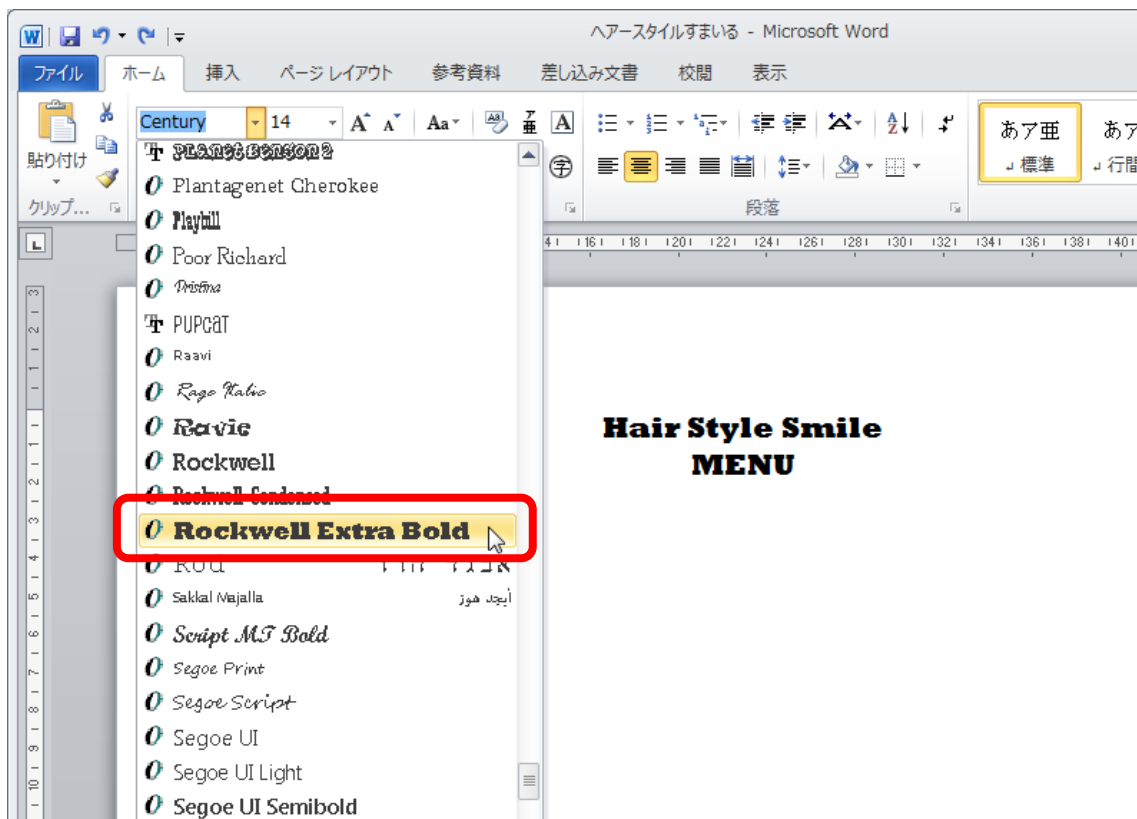 ヘアースタイルすまいる - Microsoft Word
ファイル ホーム 挿入 ページ レイアウト 参考資料 差し込み文書 校閲 表示
Century 14 Aa
貼り付け
クリップ... 段落
あア亜 あア
標準 行間
Planet Benson 2
Plantagenet Cherokee
Playbill
Poor Richard
Pristina
PUPCAT
Raavi
Rage Italic
Ravie
Rockwell
Rockwell Condensed
Rockwell Extra Bold
Rod
Sakkal Majalla أبجد هوز
Script MT Bold
Segoe Print
Segoe Script
Segoe UI
Segoe UI Light
Segoe UI Semibold
Hair Style Smile
MENU